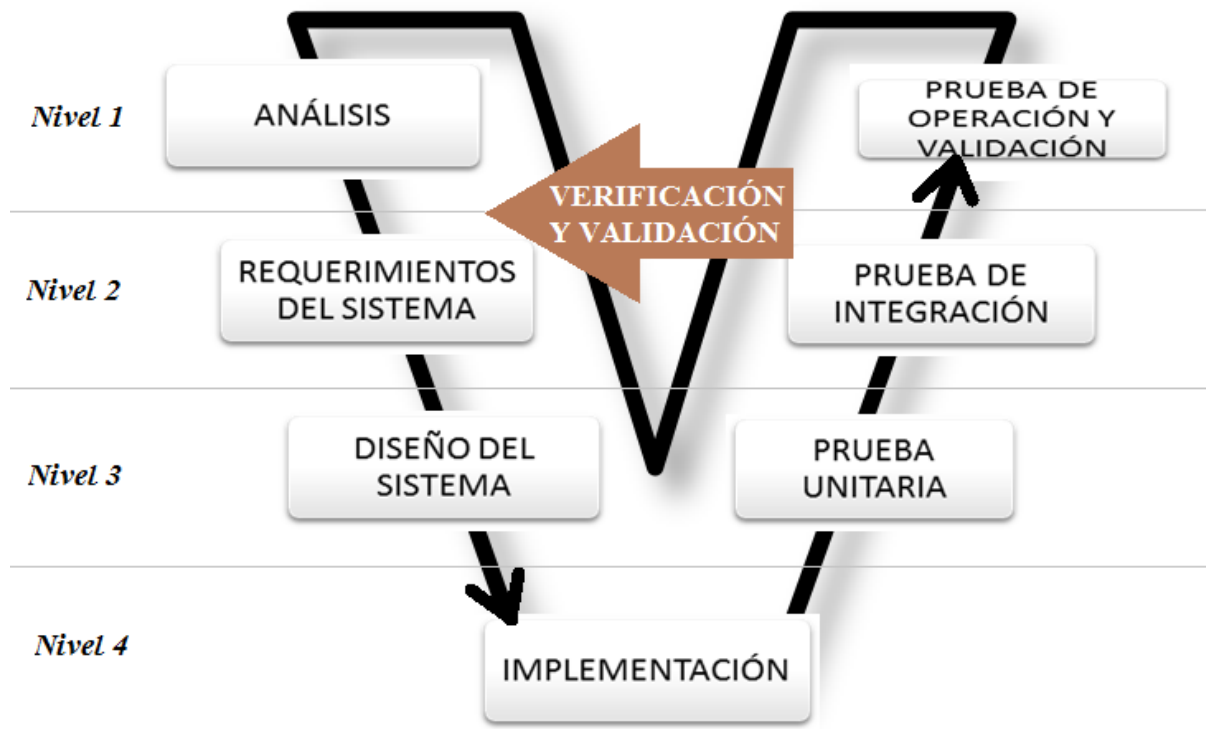 Nivel 1
ANÁLISIS
PRUEBA DE
OPERACIÓN Y
VALIDACIÓN
VERIFICACIÓN
Y VALIDACIÓN
Nivel 2
REQUERIMIENTOS
DEL SISTEMA
PRUEBA DE
INTEGRACIÓN
Nivel 3
DISEÑO DEL
SISTEMA
PRUEBA
UNITARIA
Nivel 4
IMPLEMENTACIÓN